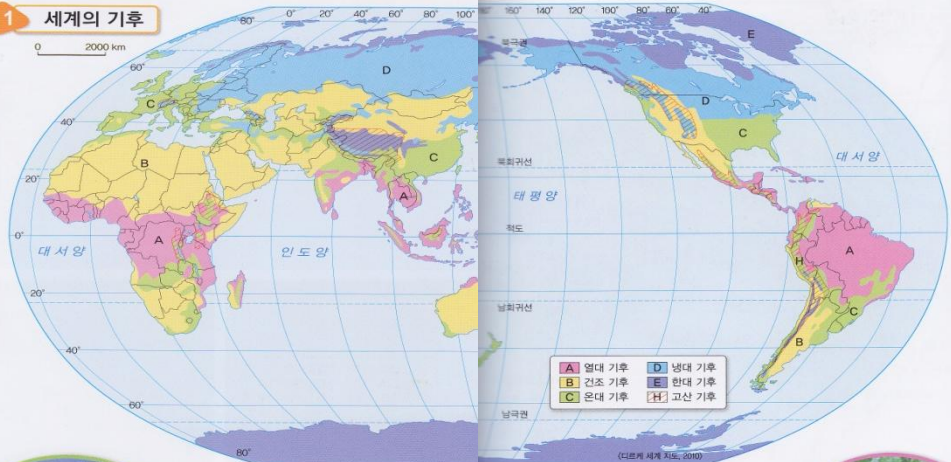 1 세계의 기후
0 2000 km
80° 0° 20° 40° 60° 80° 100°
160° 140° 120° 100° 80° 60° 40°
북극권
E
60°
D
D
C
C
40°
C
B
북회귀선
대서양
20°
A
태평양
적도
0°
A
A
대서양
인도양
H
20°
남회귀선
C
B
40°
A 열대 기후 D 냉대 기후
B 건조 기후 E 한대 기후
C 온대 기후 H 고산 기후
60°
남극권
80°
(디르케 세계 지도, 2010)